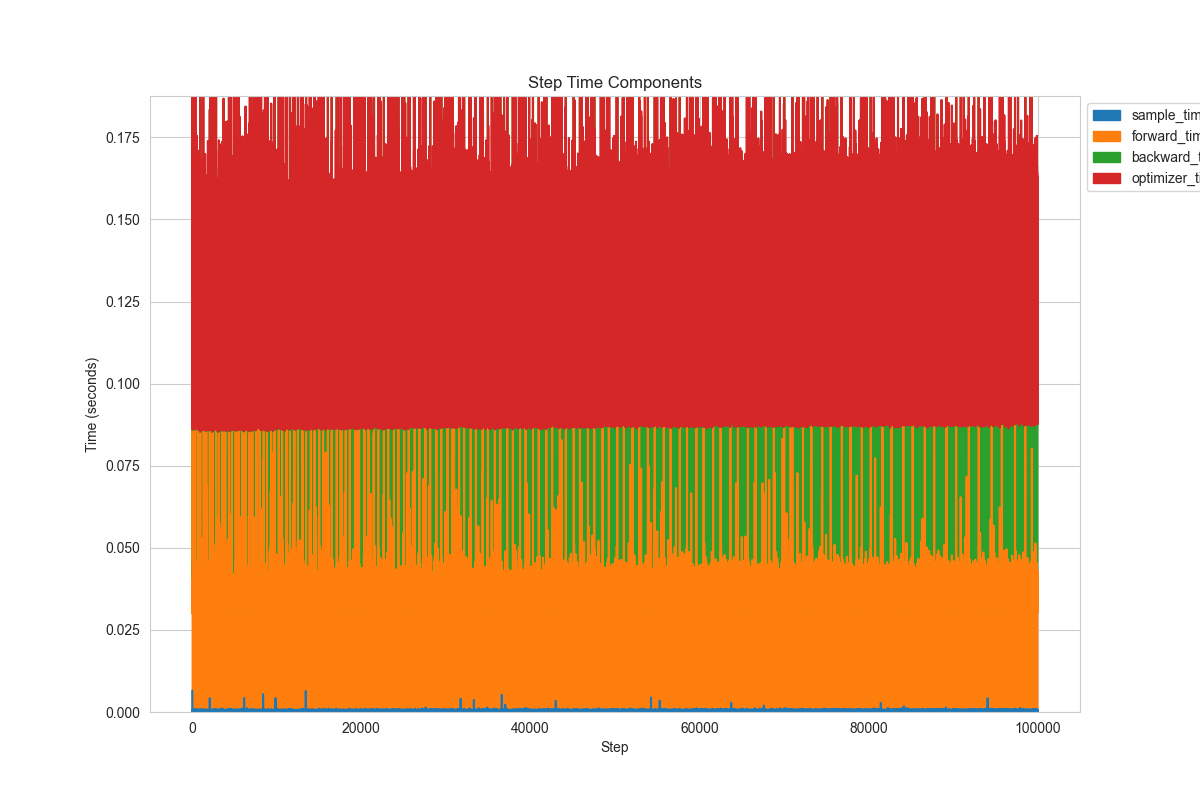 Step Time Components
0.175
0.150
0.125
0.100
0.075
0.050
0.025
0.000
Time (seconds)
0 20000 40000 60000 80000 100000
Step
sample_tim
forward_tim
backward_t
optimizer_ti